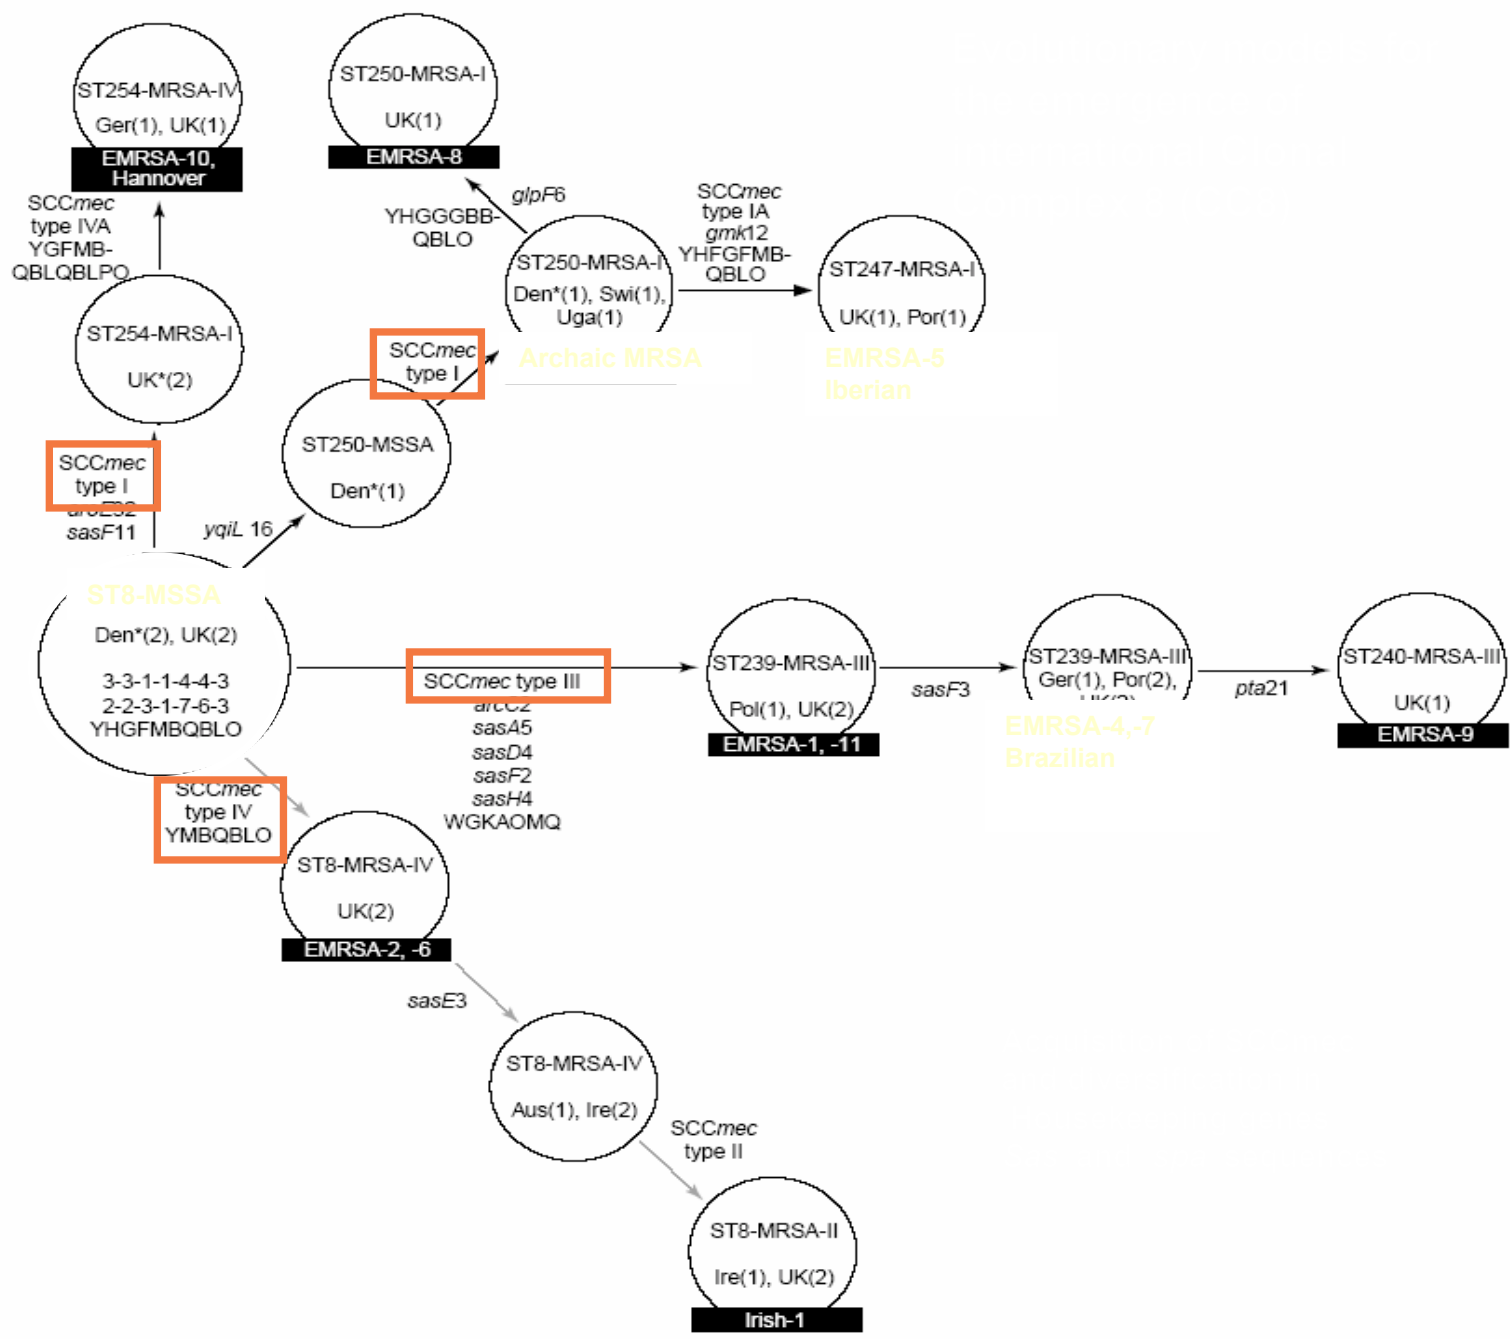 ST254-MRSA-IV
Ger(1), UK(1)
EMRSA-10,
Hannover
ST250-MRSA-I
UK(1)
EMRSA-8
SCCmec
type IVA
YGFMB-
QBLQBLPO
glpF6
YHGGGBB-
QBLO
SCCmec
type IA
gmk12
YHFGFMB-
QBLO
ST250-MRSA-I
Den*(1), Swi(1),
Uga(1)
Archaic MRSA
ST247-MRSA-I
UK(1), Por(1)
EMRSA-5
Iberian
ST254-MRSA-I
UK*(2)
SCCmec
type I
SCCmec
type I
sasF11
ST250-MSSA
Den*(1)
yqiL 16
ST8-MSSA
Den*(2), UK(2)
3-3-1-1-4-4-3
2-2-3-1-7-6-3
YHGFMBQBLO
SCCmec type III
arcC2
sasA5
sasD4
sasF2
sasH4
WGKAOMQ
ST239-MRSA-III
Pol(1), UK(2)
EMRSA-1, -11
sasF3
ST239-MRSA-III
Ger(1), Por(2),
EMRSA-4,-7
Brazilian
pta21
ST240-MRSA-III
UK(1)
EMRSA-9
SCCmec
type IV
YMBQBLO
ST8-MRSA-IV
UK(2)
EMRSA-2, -6
sasE3
ST8-MRSA-IV
Aus(1), Ire(2)
SCCmec
type II
ST8-MRSA-II
Ire(1), UK(2)
Irish-1